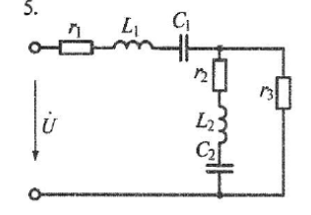 5.
r₁ L₁ C₁
r₂ r₃
U̇
L₂
C₂